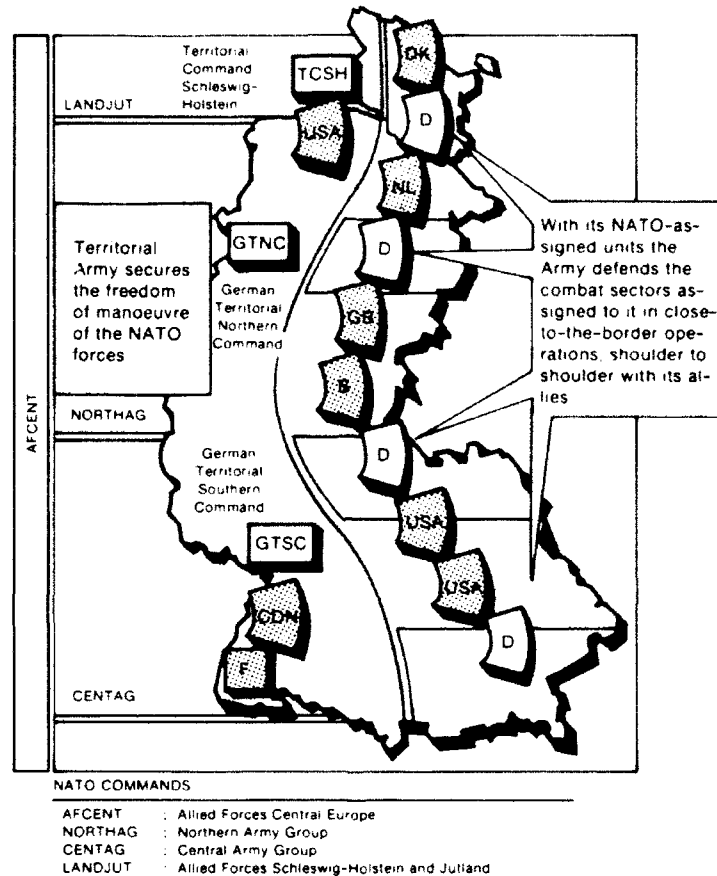 Territorial
Command
Schleswig-
Holstein
TCSH
DK
D
LANDJUT
USA
NL
Territorial
Army secures
the freedom
of manoeuvre
of the NATO
forces
GTNC
German
Territorial
Northern
Command
D
GB
B
With its NATO-as-
signed units the
Army defends the
combat sectors as-
signed to it in close-
to-the-border ope-
rations, shoulder to
shoulder with its al-
lies
AFCENT
NORTHAG
German
Territorial
Southern
Command
D
USA
GTSC
USA
CDN
D
F
CENTAG
NATO COMMANDS
AFCENT : Allied Forces Central Europe
NORTHAG : Northern Army Group
CENTAG : Central Army Group
LANDJUT : Allied Forces Schleswig-Holstein and Jutland